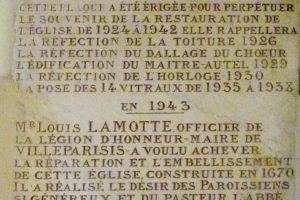 A ÉTÉ ÉRIGÉE POUR PERPÉTUER
LE SOUVENIR DE LA RESTAURATION DE
L'ÉGLISE DE 1924 À 1942 ELLE RAPPELLERA
LA RÉFECTION DE LA TOITURE 1926
LA RÉFECTION DU DALLAGE DU CHŒUR
L'ÉDIFICATION DU MAITRE-AUTEL 1929
LA RÉFECTION DE L'HORLOGE-1930
LA POSE DES 14 VITRAUX DE 1935 À 1938
EN 1943
MR LOUIS LAMOTTE OFFICIER DE
LA LÉGION D'HONNEUR-MAIRE DE
VILLEPARISIS A VOULU ACHEVER
LA RÉPARATION ET L'EMBELLISSEMENT
DE CETTE ÉGLISE, CONSTRUITE EN 1670
IL A RÉALISÉ LE DÉSIR DES PAROISSIENS
SI GÉNÉREUX ET DU PASTEUR L'ABBÉ